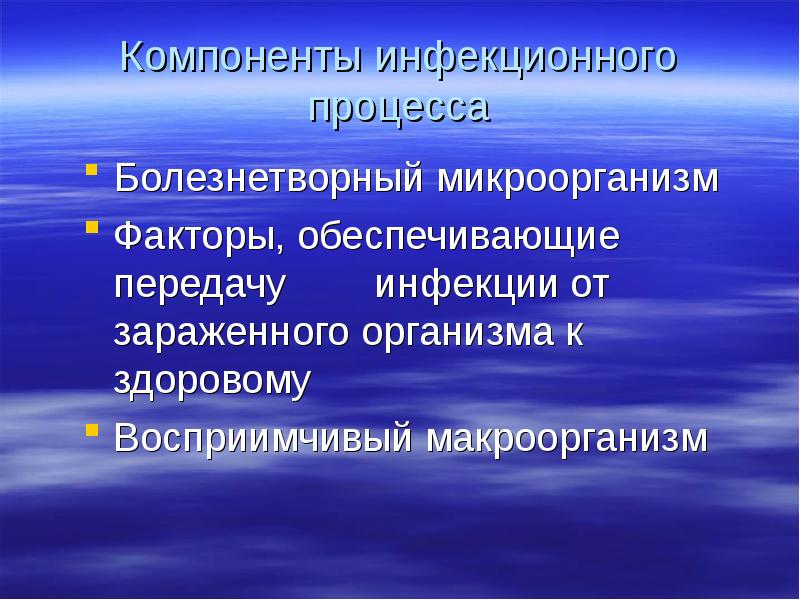 Компоненты инфекционного
процесса
Болезнетворный микроорганизм
Факторы, обеспечивающие
передачу инфекции от
зараженного организма к
здоровому
Восприимчивый макроорганизм